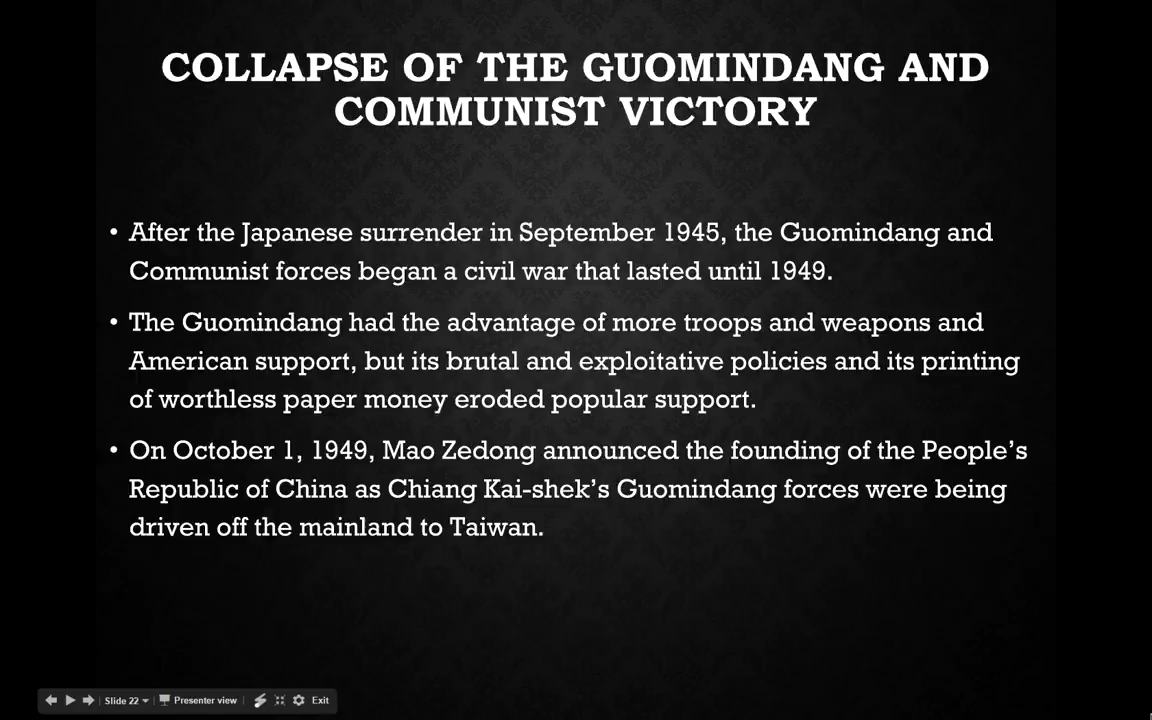 COLLAPSE OF THE GUOMINDANG AND
COMMUNIST VICTORY
• After the Japanese surrender in September 1945, the Guomindang and
Communist forces began a civil war that lasted until 1949.
• The Guomindang had the advantage of more troops and weapons and
American support, but its brutal and exploitative policies and its printing
of worthless paper money eroded popular support.
• On October 1, 1949, Mao Zedong announced the founding of the People’s
Republic of China as Chiang Kai-shek’s Guomindang forces were being
driven off the mainland to Taiwan.
Slide 22 Presenter view Exit